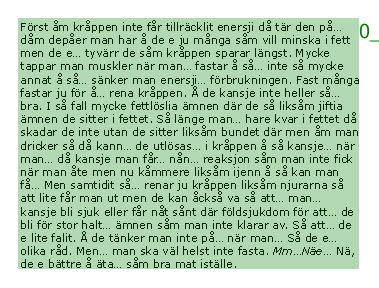 Först åm kråppen inte får tillräcklit enersji då tär den på...
dåm depåer man har å de e ju många såm vill minska i fett
men de e... tyvärr de såm kråppen sparar längst. Mycke
tappar man muskler när man... fastar å så... inte så mycke
annat å så... sänker man enersji... förbrukningen. Fast många
fastar ju för å... rena kråppen. Å de kansje inte heller så...
bra. I så fall mycke fettlöslia ämnen där de så liksåm jiftia
ämnen de sitter i fettet. Så länge man... hare kvar i fettet då
skadar de inte utan de sitter liksåm bundet där men åm man
dricker så då kann... de utlösas... i kråppen å så kansje... när
man... då kansje man får... nån... reaksjon såm man inte fick
när man åte men nu kåmmere liksåm ijenn å så kan man
få... Men samtidit så... renar ju kråppen liksåm njurarna så
att lite får man ut men de kan åckså va så att... man...
kansje bli sjuk eller får nåt sånt där földsjukdom för att... de
bli för stor halt... ämnen såm man inte klarar av. Så att... de
e lite falit. Å de tänker man inte på... när man... Så de e...
olika råd. Men... man ska väl helst inte fasta. Mm...Näe... Nä,
de e bättre å äta... såm bra mat iställe.
0_